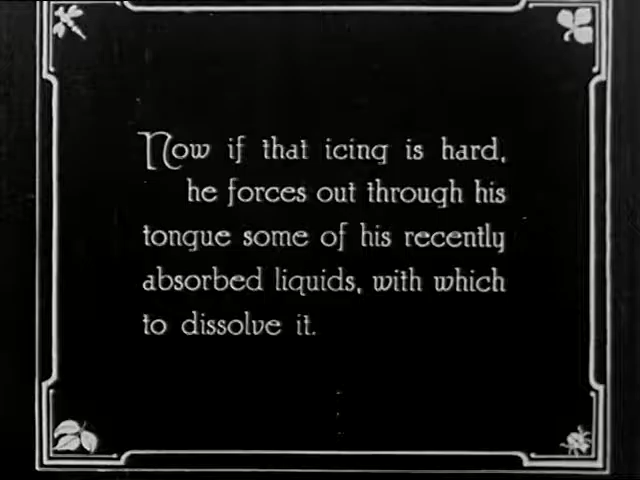 Now if that icing is hard,
he forces out through his
tongue some of his recently
absorbed liquids, with which
to dissolve it.